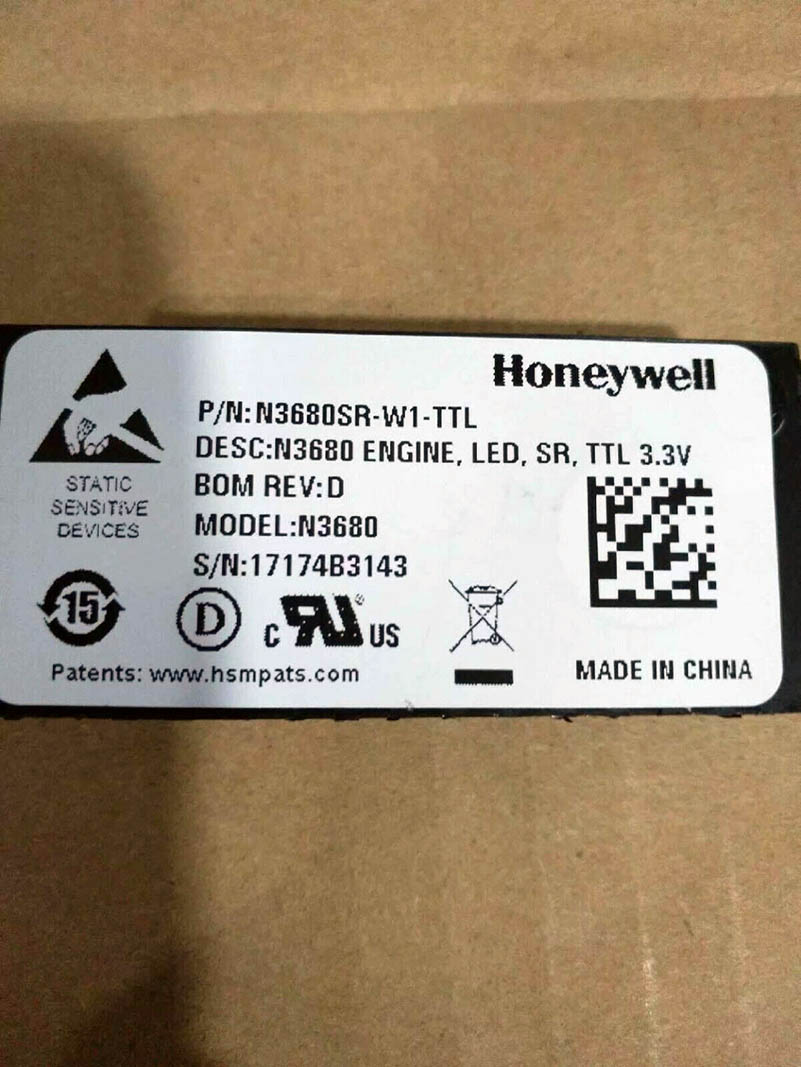 Honeywell
P/N:N3680SR-W1-TTL
DESC:N3680 ENGINE, LED, SR, TTL 3.3V
BOM REV:D
MODEL:N3680
S/N:17174B3143
STATIC
SENSITIVE
DEVICES
15
D
C RU® US
Patents: www.hsmpats.com
MADE IN CHINA